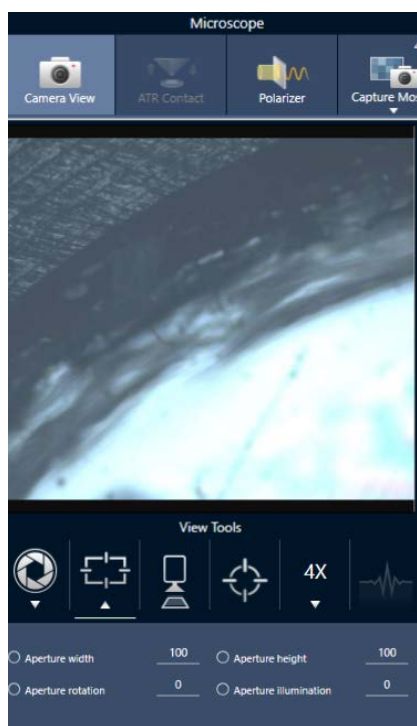 Microscope
Camera View
ATR Contact
Polarizer
Capture Mos
View Tools
4X
Aperture width 100 Aperture height 100
Aperture rotation 0 Aperture illumination 0